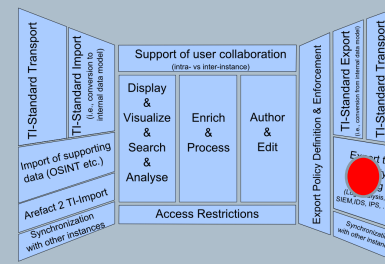 TI-Standard Transport
TI-Standard Import
(i.e., conversion to
internal data model)
Import of supporting
data (OSINT etc.)
Arefact 2 TI-Import
Synchronization
with other instances
Support of user collaboration
(intra- vs inter-instance)
Display
&
Visualize
&
Search
&
Analyse
Enrich
&
Process
Author
&
Edit
Access Restrictions
Export Policy Definition & Enforcement
TI-Standard Export
(i.e., conversion from internal data model)
TI-Standard Transport
Export
SIEM,IDS, IPS,
with other